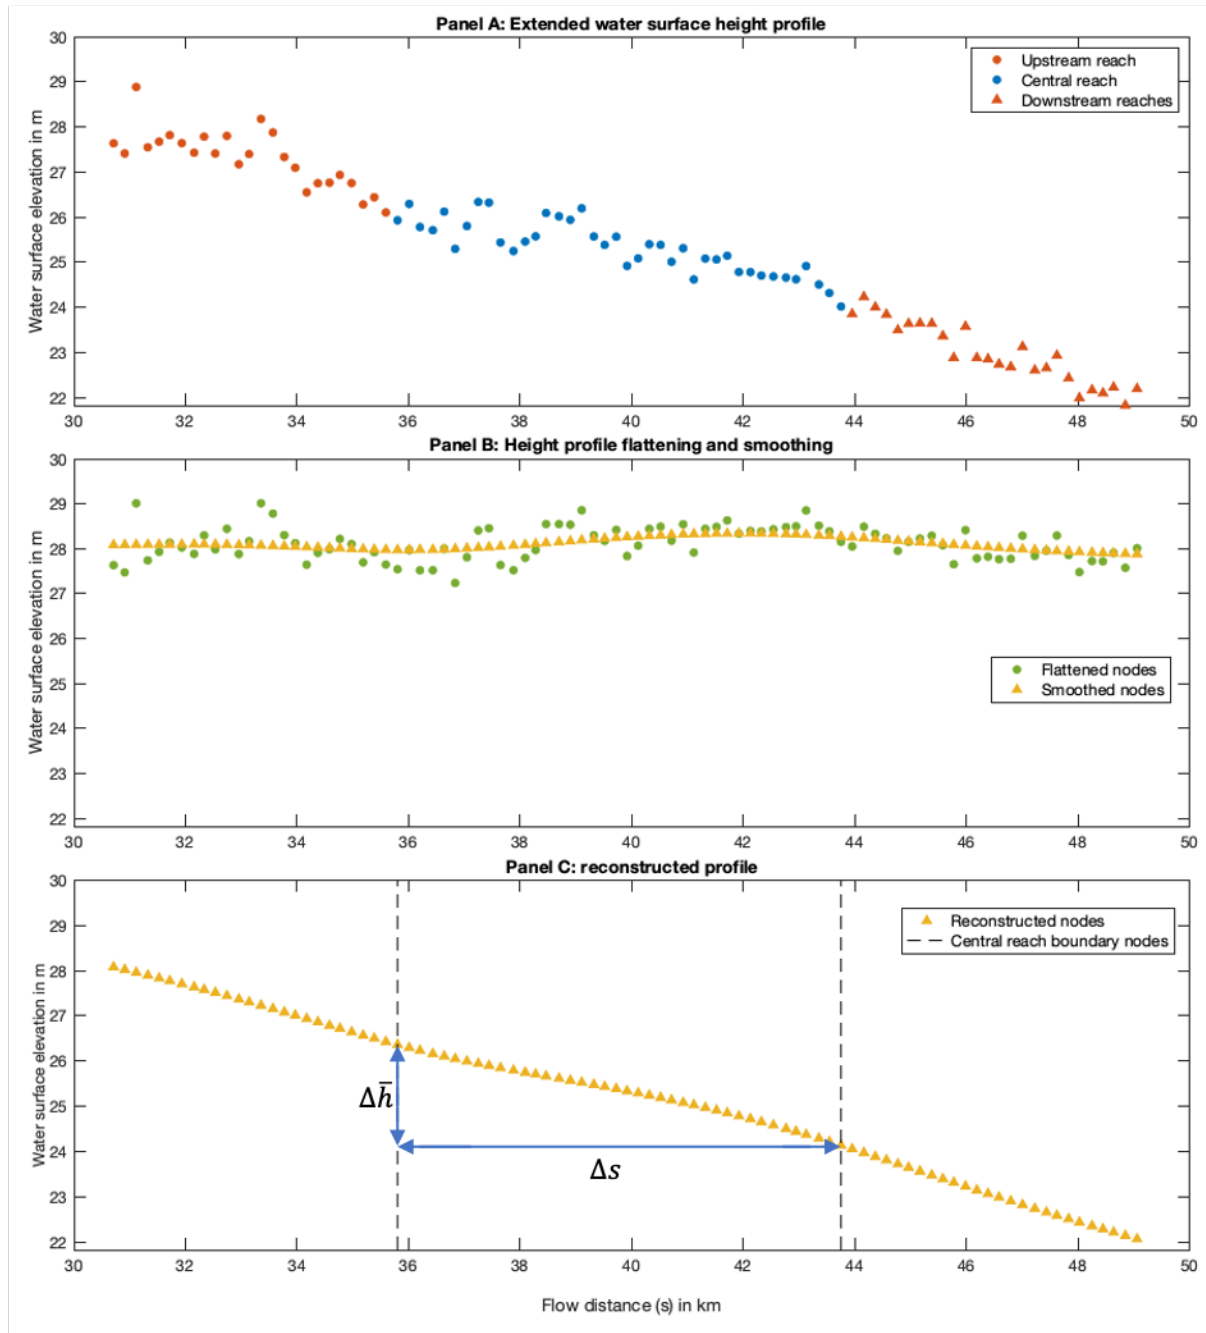 Panel A: Extended water surface height profile
30
29
28
27
26
25
24
23
22
Water surface elevation in m
Upstream reach
Central reach
Downstream reaches
30 32 34 36 38 40 42 44 46 48 50
Panel B: Height profile flattening and smoothing
30
29
28
27
26
25
24
23
22
Water surface elevation in m
Flattened nodes
Smoothed nodes
30 32 34 36 38 40 42 44 46 48 50
Panel C: reconstructed profile
30
29
28
27
26
25
24
23
22
Water surface elevation in m
Reconstructed nodes
Central reach boundary nodes
Δh̄
Δs
30 32 34 36 38 40 42 44 46 48 50
Flow distance (s) in km